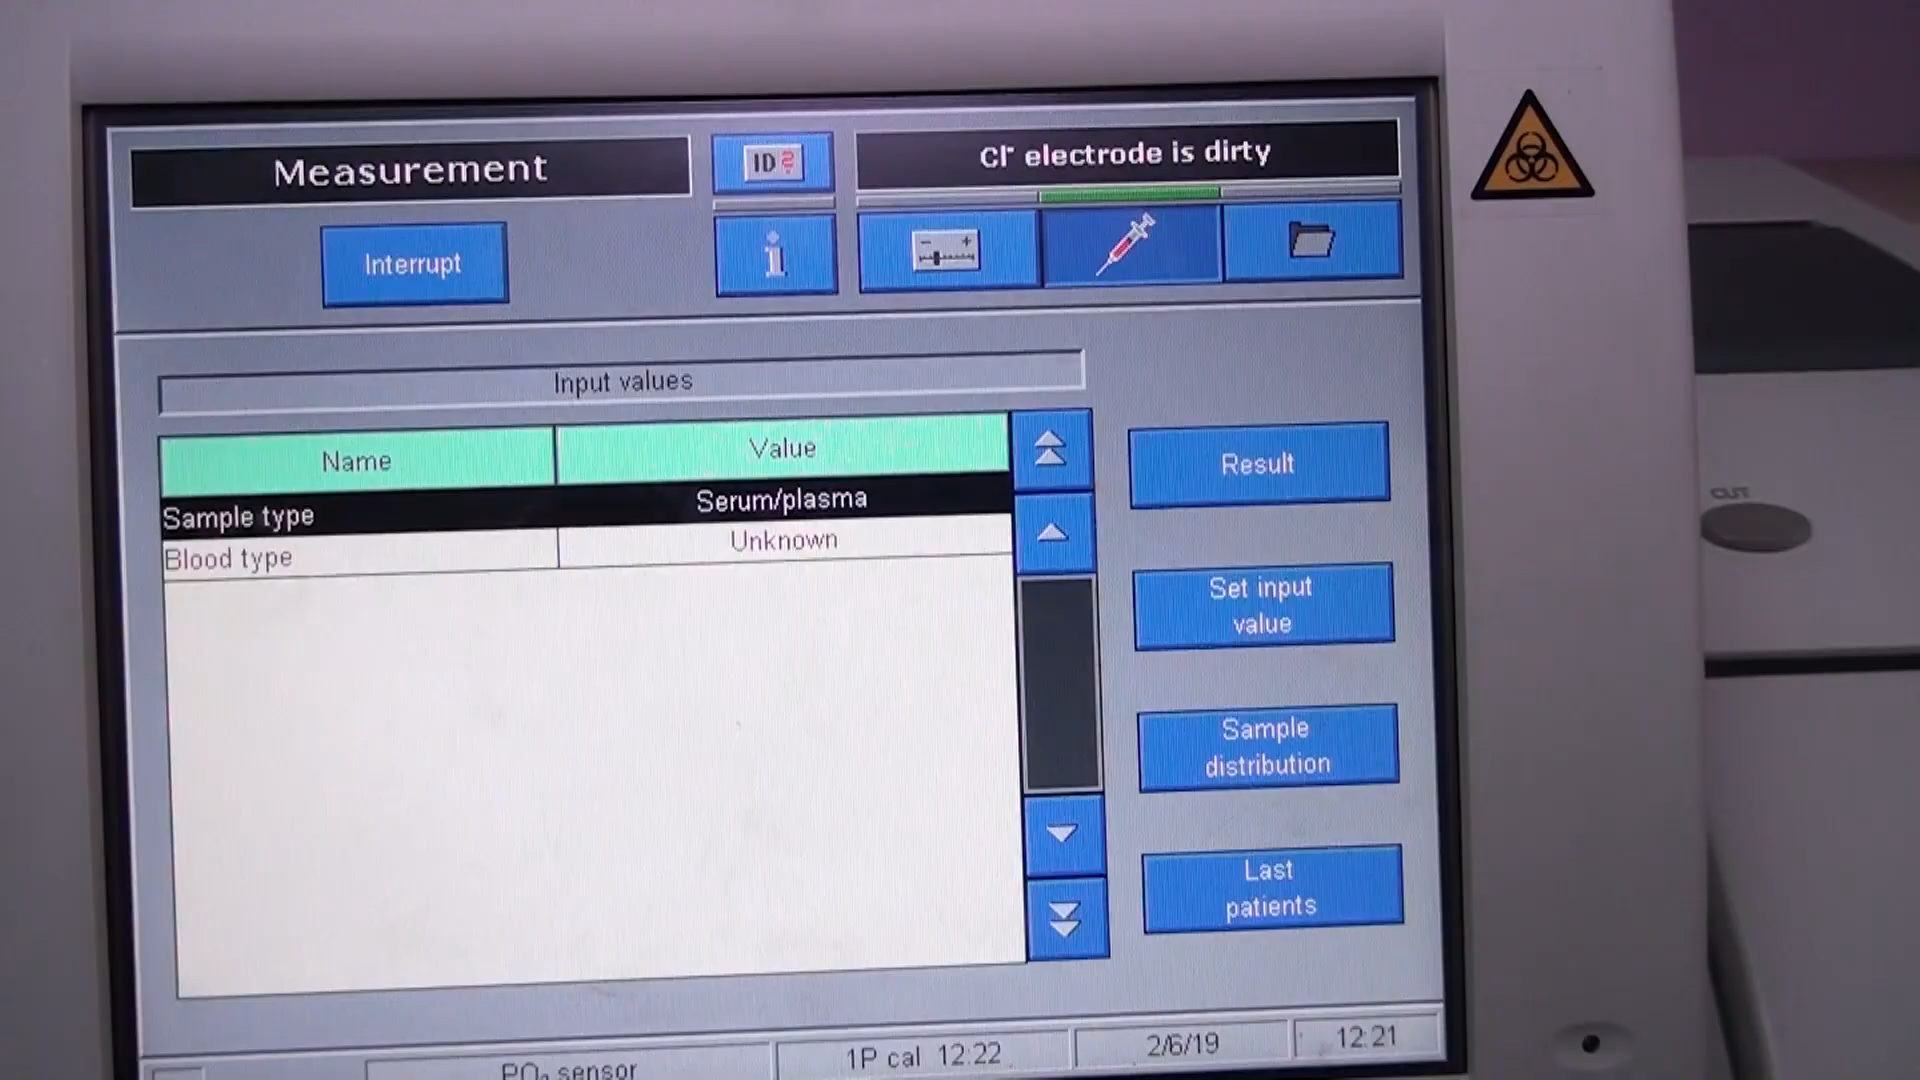 Measurement
ID?
Cl⁻ electrode is dirty
Interrupt
i
- +
Input values
Name Value
Sample type Serum/plasma
Blood type Unknown
Result
Set input
value
Sample
distribution
Last
patients
OUT
PO₂ sensor
1P cal 12:22
2/6/19
12:21